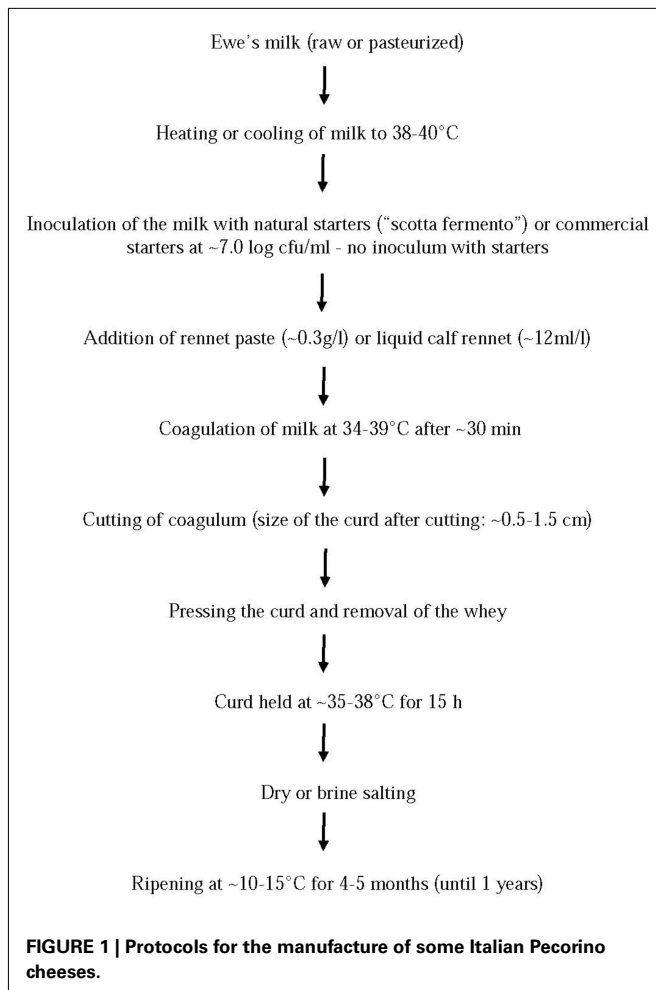 Ewe's milk (raw or pasteurized)
Heating or cooling of milk to 38-40°C
Inoculation of the milk with natural starters ("scotta fermento") or commercial
starters at ~7.0 log cfu/ml - no inoculum with starters
Addition of rennet paste (~0.3g/l) or liquid calf rennet (~12ml/l)
Coagulation of milk at 34-39°C after ~30 min
Cutting of coagulum (size of the curd after cutting: ~0.5-1.5 cm)
Pressing the curd and removal of the whey
Curd held at ~35-38°C for 15 h
Dry or brine salting
Ripening at ~10-15°C for 4-5 months (until 1 years)
FIGURE 1 | Protocols for the manufacture of some Italian Pecorino
cheeses.